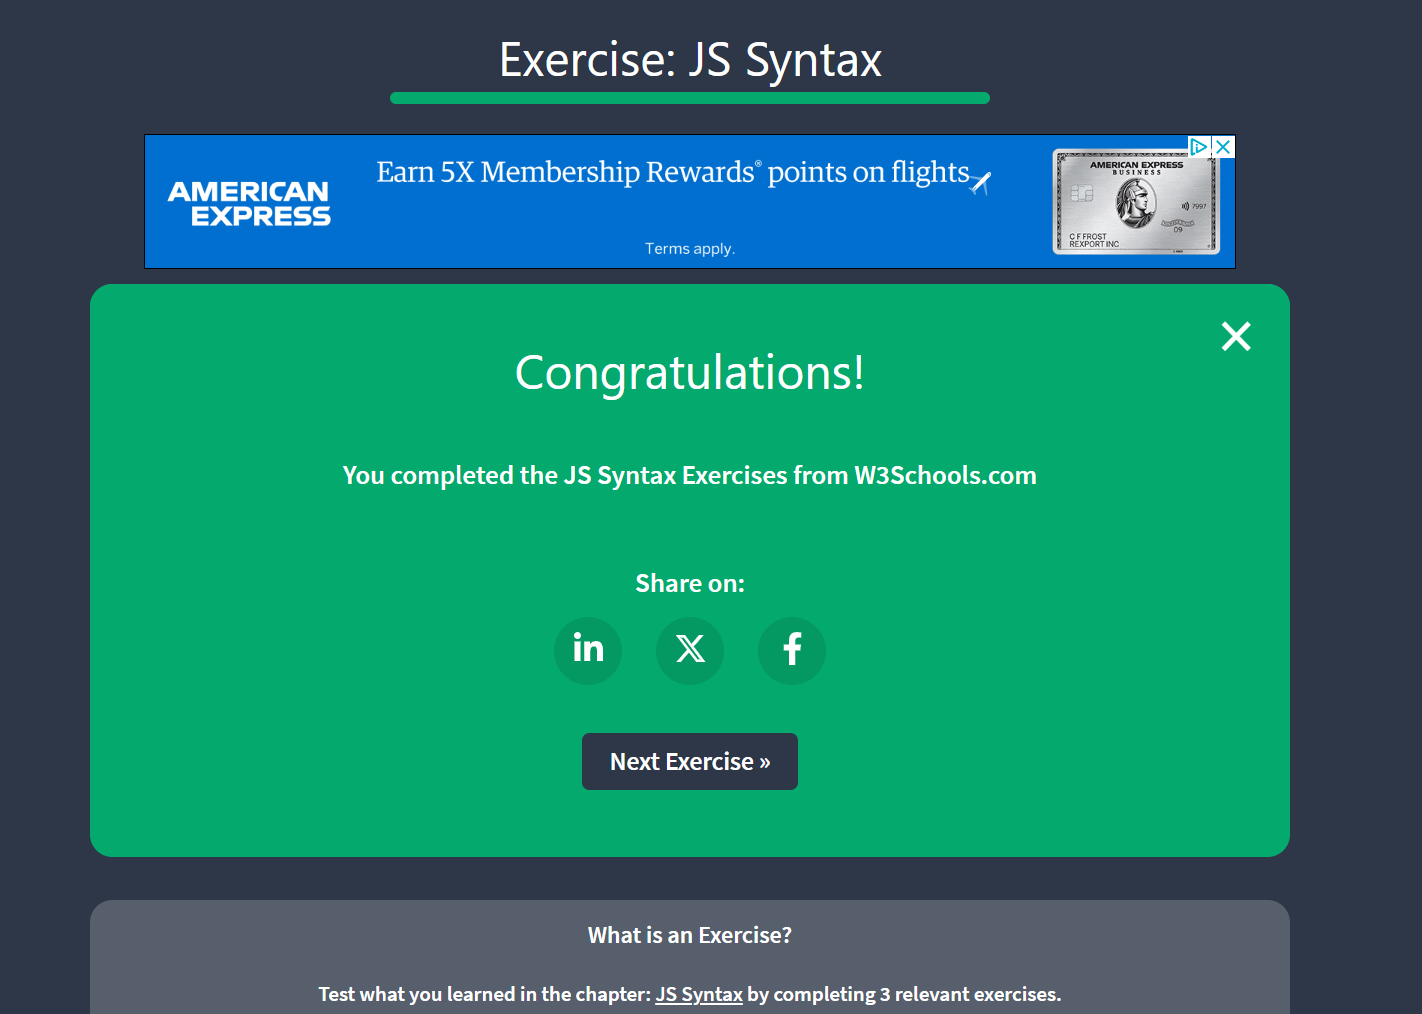 Exercise: JS Syntax
AMERICAN
EXPRESS
Earn 5X Membership Rewards® points on flights
Terms apply.
AMERICAN EXPRESS
BUSINESS
7997
09
C F FROST
REXPORT INC
Congratulations!
You completed the JS Syntax Exercises from W3Schools.com
Share on:
in
X
f
Next Exercise »
What is an Exercise?
Test what you learned in the chapter: JS Syntax by completing 3 relevant exercises.